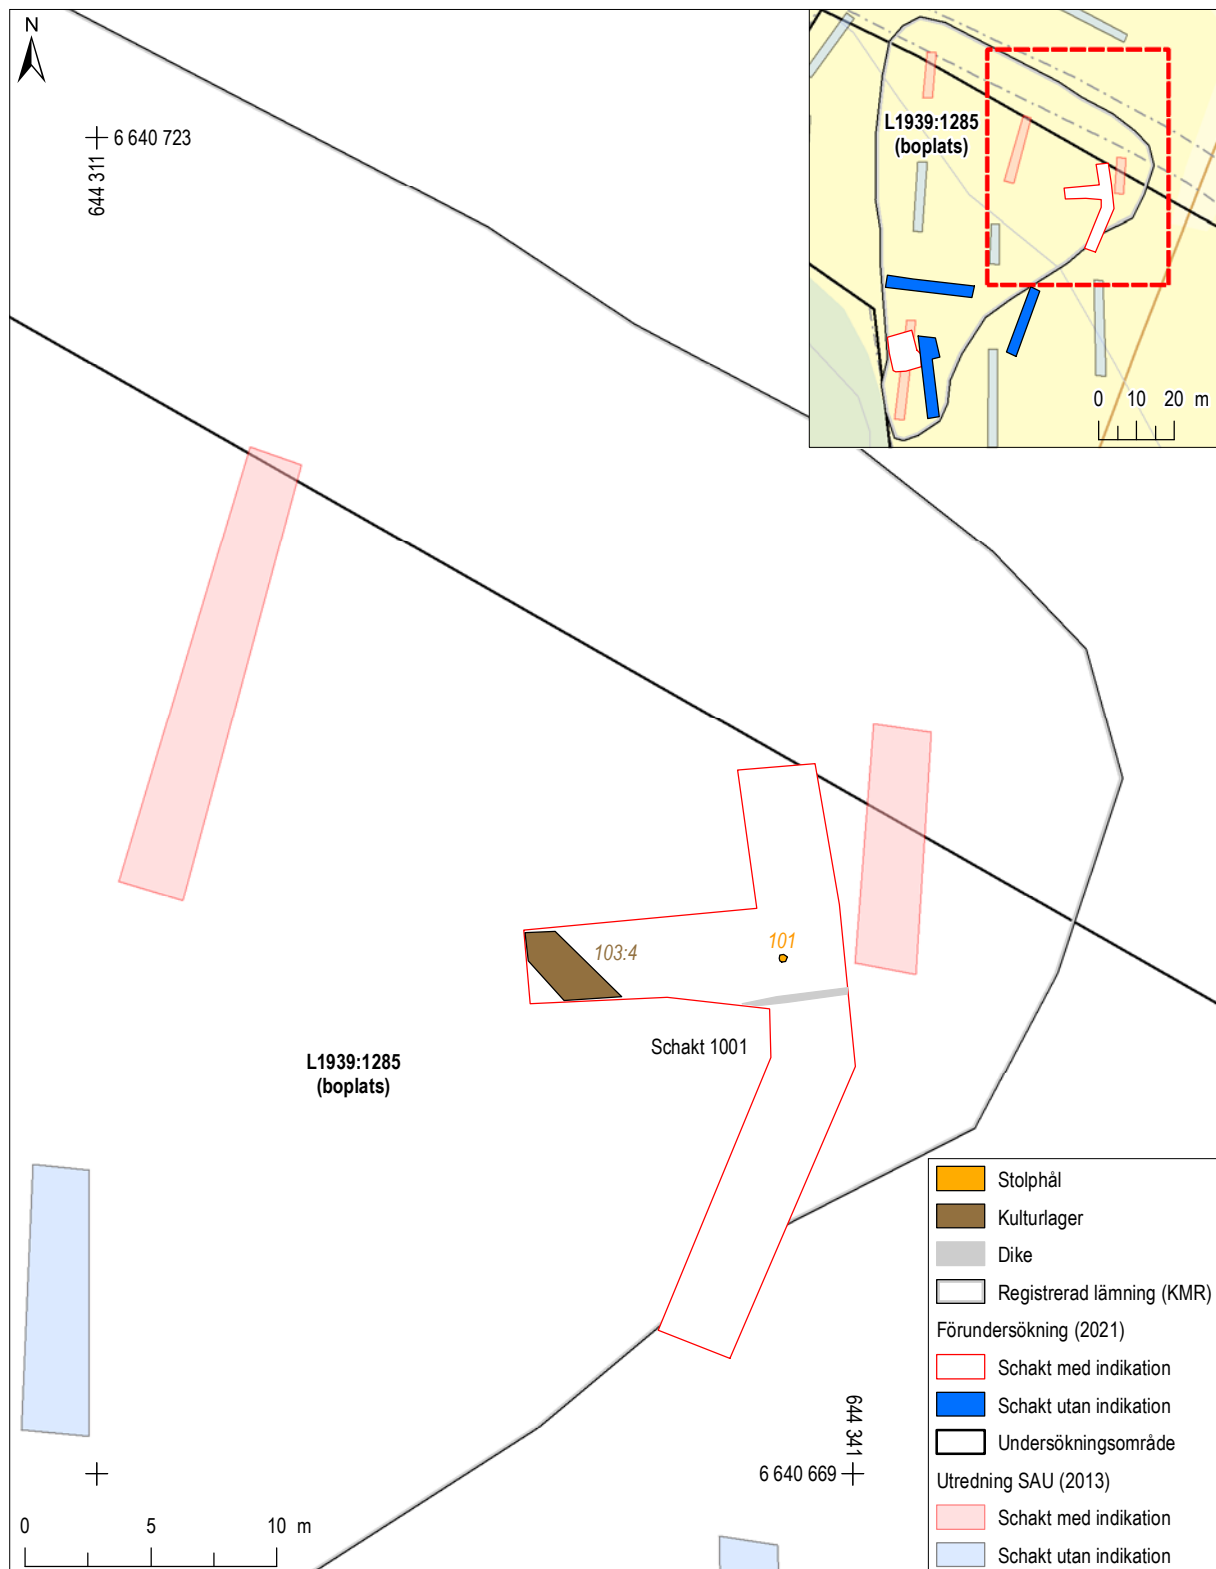 N
6 640 723
644 311
L1939:1285
(boplats)
0 10 20 m
103:4
101
Schakt 1001
L1939:1285
(boplats)
644 341
6 640 669
0 5 10 m
Stolphål
Kulturlager
Dike
Registrerad lämning (KMR)
Förundersökning (2021)
Schakt med indikation
Schakt utan indikation
Undersökningsområde
Utredning SAU (2013)
Schakt med indikation
Schakt utan indikation